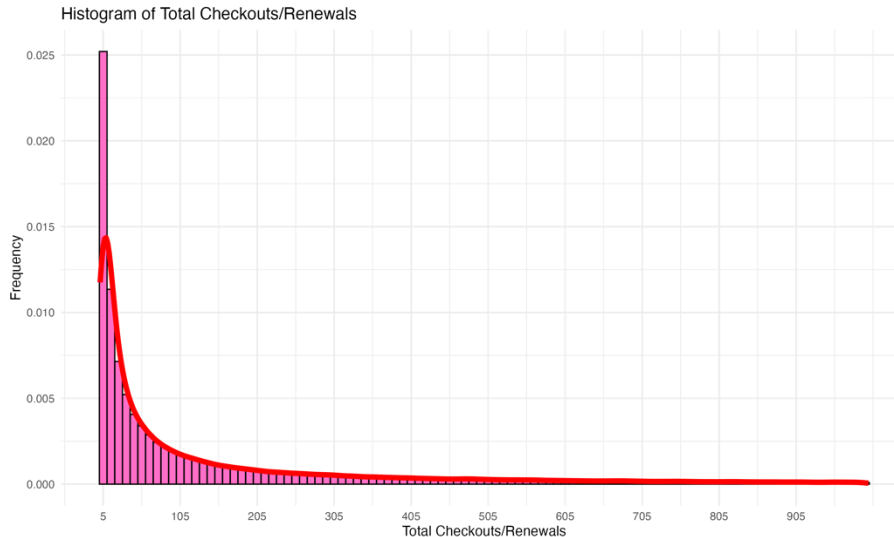 Histogram of Total Checkouts/Renewals
0.025
0.020
0.015
0.010
0.005
0.000
Frequency
5 105 205 305 405 505 605 705 805 905
Total Checkouts/Renewals